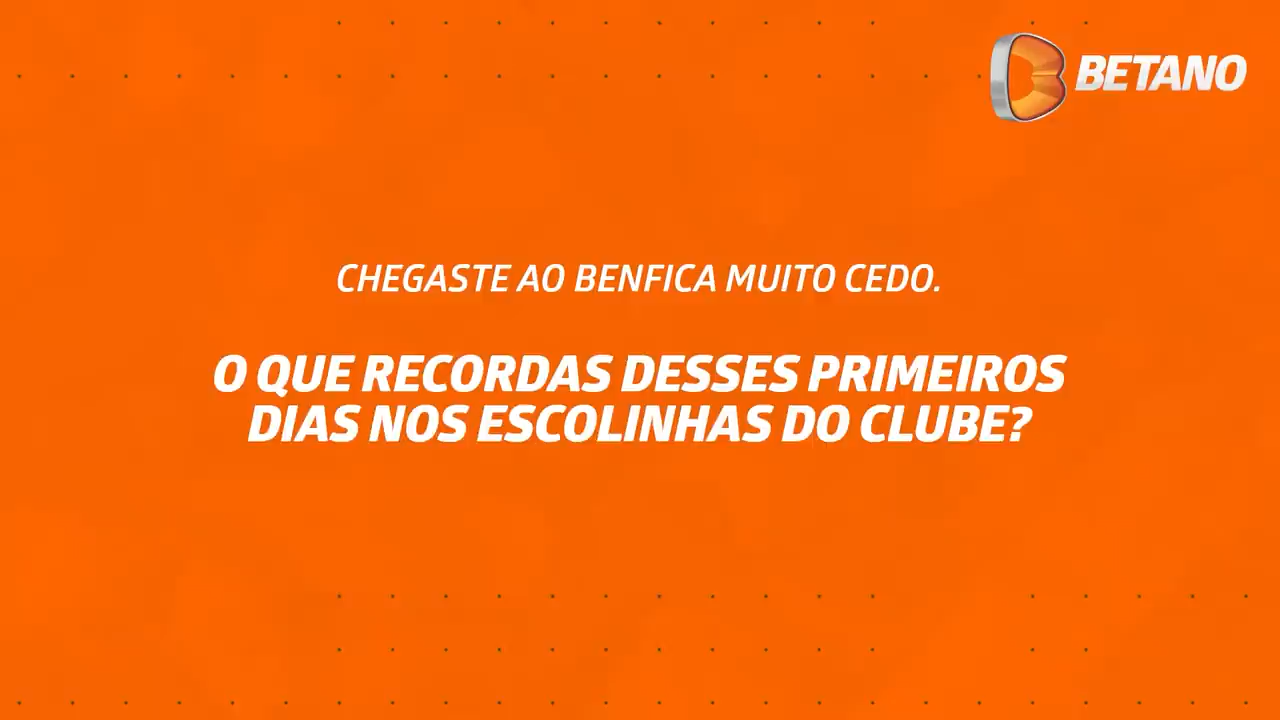 BETANO
CHEGASTE AO BENFICA MUITO CEDO.
O QUE RECORDAS DESSES PRIMEIROS
DIAS NOS ESCOLINHAS DO CLUBE?